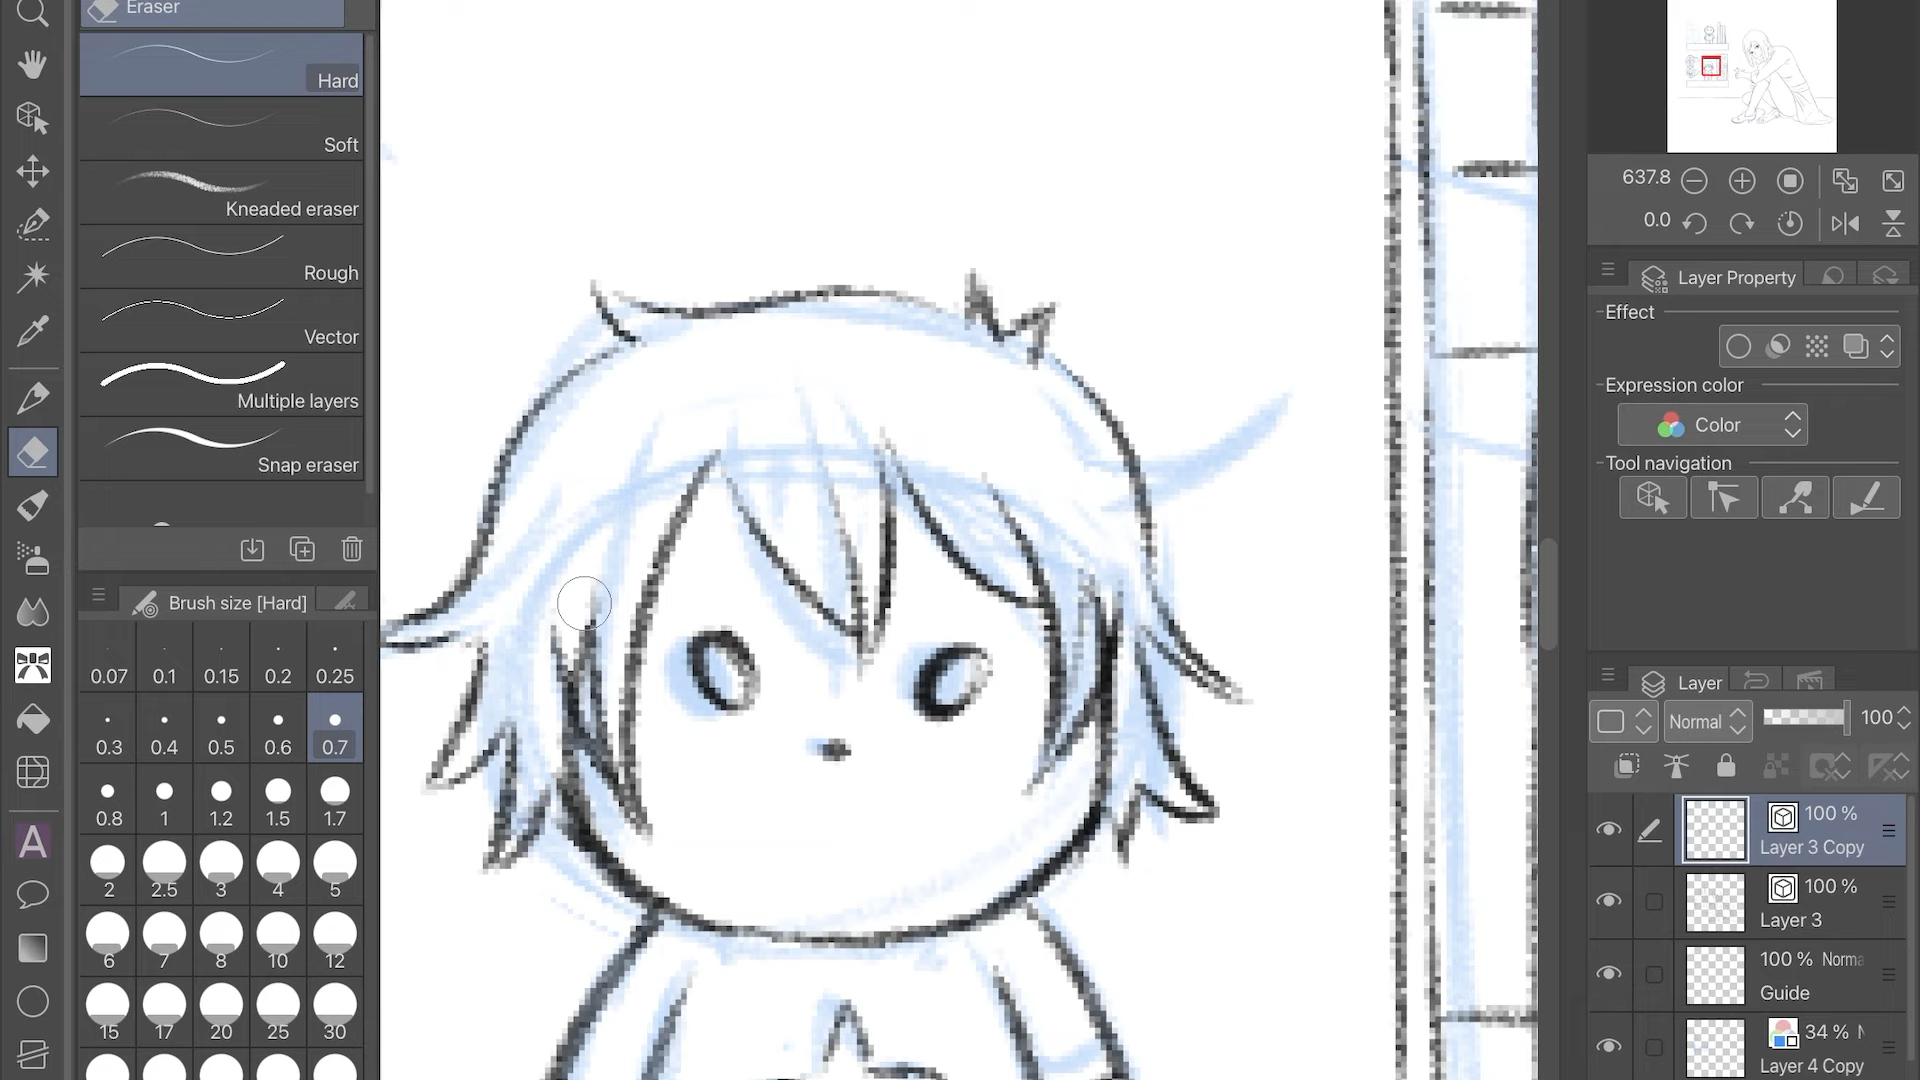 Eraser
Hard
Soft
Kneaded eraser
Rough
Vector
Multiple layers
Snap eraser
Brush size [Hard]
0.07 0.1 0.15 0.2 0.25
0.3 0.4 0.5 0.6 0.7
0.8 1 1.2 1.5 1.7
2 2.5 3 4 5
6 7 8 10 12
15 17 20 25 30
A
637.8
0.0
Layer Property
Effect
Expression color
Color
Tool navigation
Layer
Normal 100
100 %
Layer 3 Copy
100 %
Layer 3
100 % Norma
Guide
34 % N
Layer 4 Copy